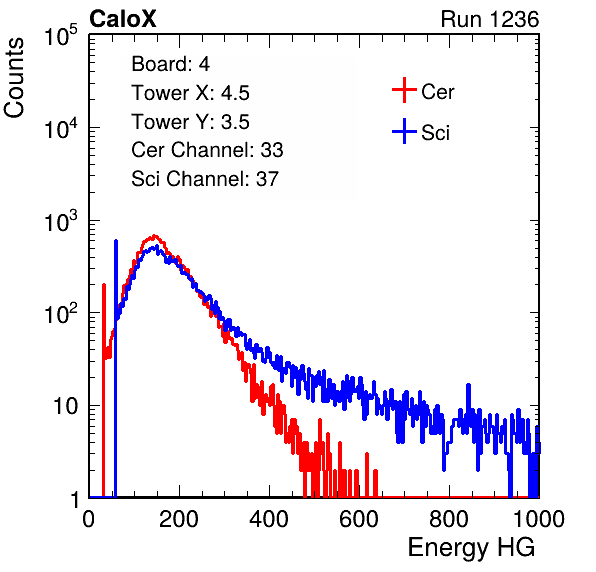 CaloX
Run 1236
Counts
10^5
10^4
10^3
10^2
10
1
Board: 4
Tower X: 4.5
Tower Y: 3.5
Cer Channel: 33
Sci Channel: 37
Cer
Sci
0 200 400 600 800 1000
Energy HG